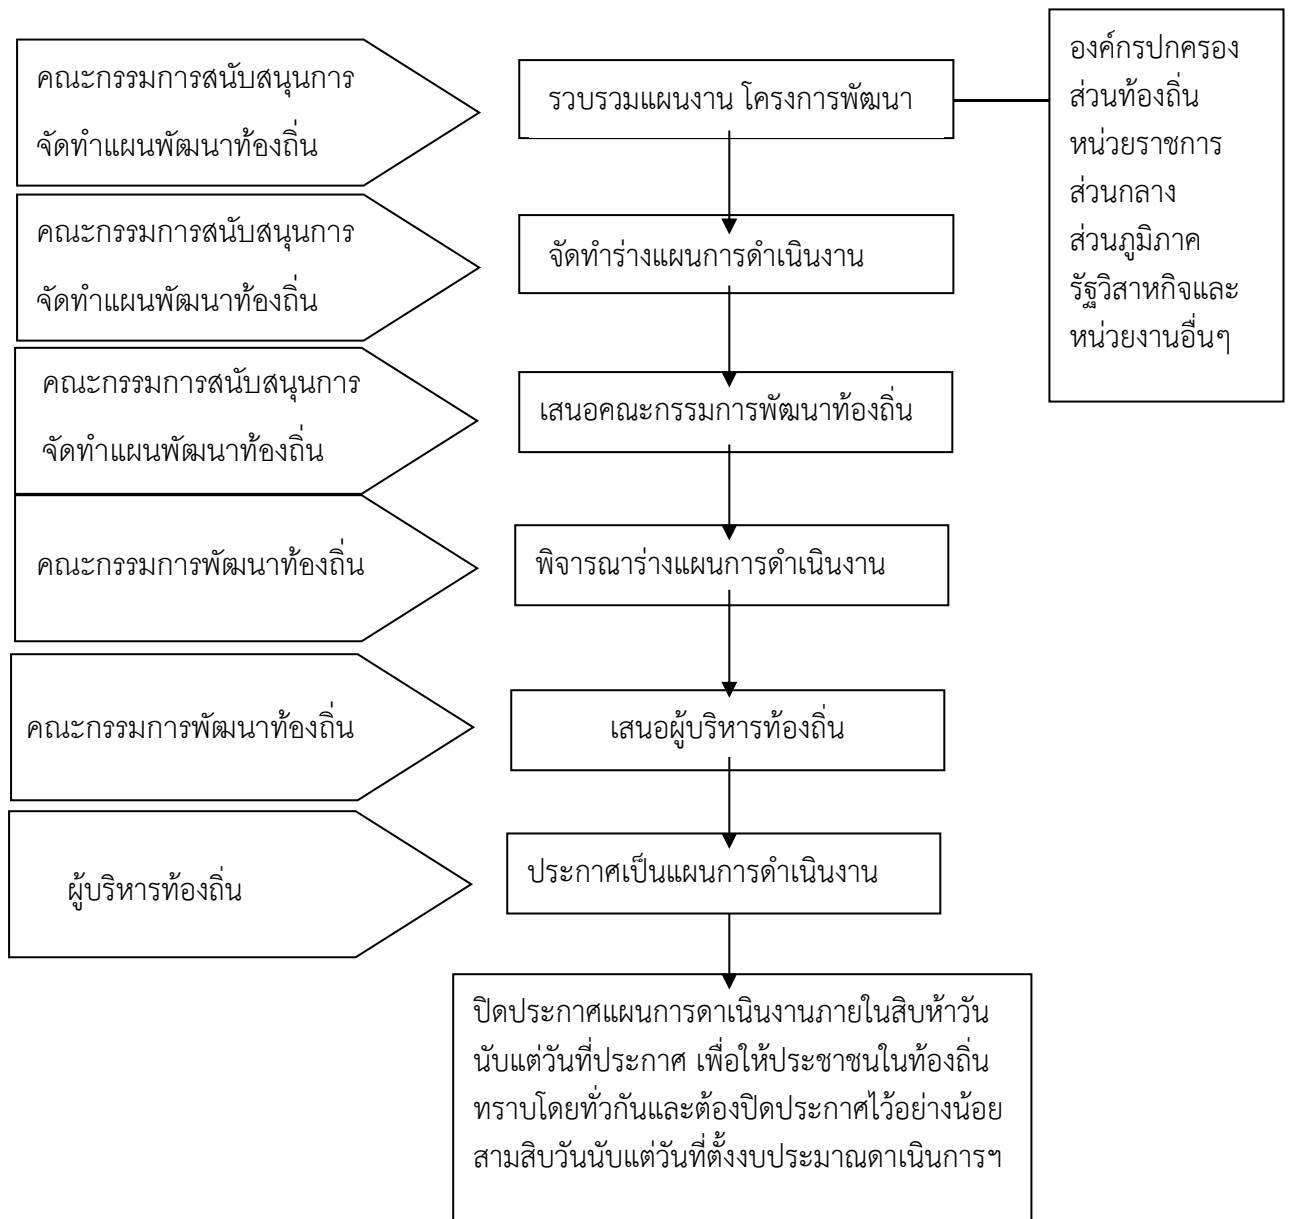 คณะกรรมการสนับสนุนการ
จัดทำแผนพัฒนาท้องถิ่น
รวบรวมแผนงาน โครงการพัฒนา
องค์กรปกครอง
ส่วนท้องถิ่น
หน่วยราชการ
ส่วนกลาง
ส่วนภูมิภาค
รัฐวิสาหกิจและ
หน่วยงานอื่นๆ
คณะกรรมการสนับสนุนการ
จัดทำแผนพัฒนาท้องถิ่น
จัดทำร่างแผนการดำเนินงาน
คณะกรรมการสนับสนุนการ
จัดทำแผนพัฒนาท้องถิ่น
เสนอคณะกรรมการพัฒนาท้องถิ่น
คณะกรรมการพัฒนาท้องถิ่น
พิจารณาร่างแผนการดำเนินงาน
คณะกรรมการพัฒนาท้องถิ่น
เสนอผู้บริหารท้องถิ่น
ผู้บริหารท้องถิ่น
ประกาศเป็นแผนการดำเนินงาน
ปิดประกาศแผนการดาเนินงานภายในสิบห้าวัน
นับแต่วันที่ประกาศ เพื่อให้ประชาชนในท้องถิ่น
ทราบโดยทั่วกันและต้องปิดประกาศไว้อย่างน้อย
สามสิบวันนับแต่วันที่ตั้งงบประมาณดาเนินการฯ